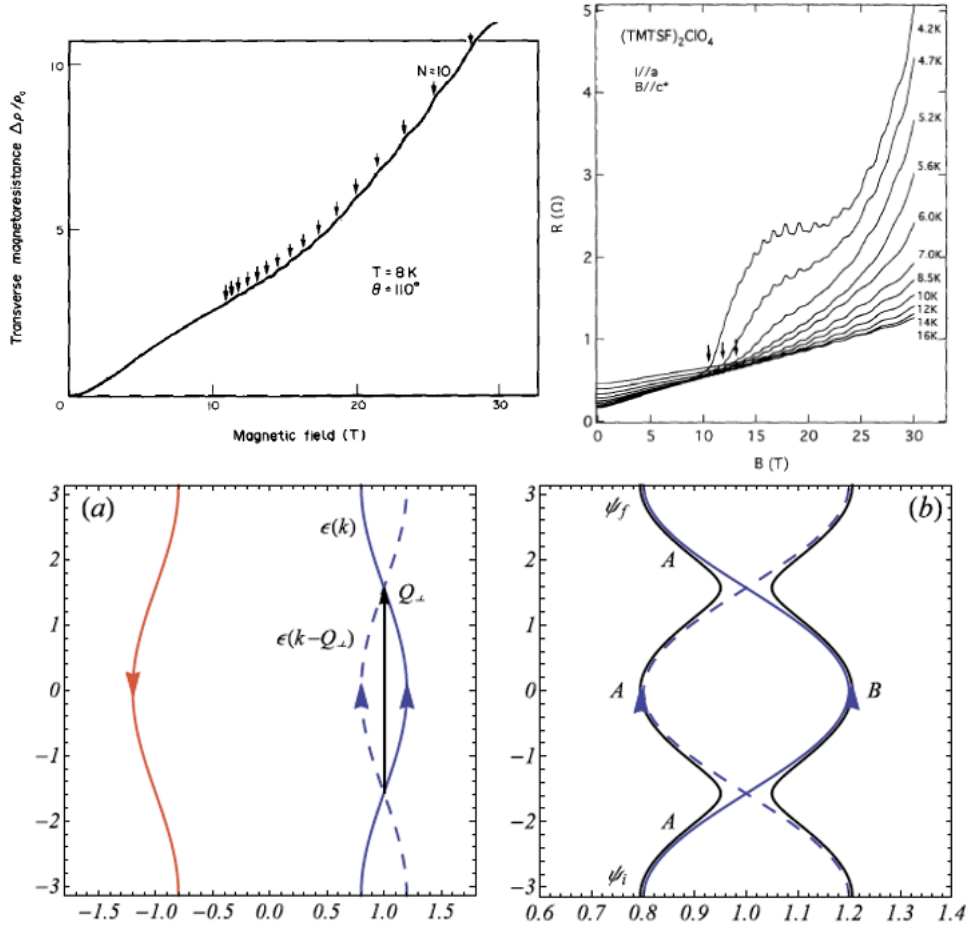 10
5
0
0
10
20
30
Transverse magnetoresistance Δρ/ρ₀
Magnetic field (T)
N=10
T = 8 K
θ = 110°
5
4
3
2
1
0
0
5
10
15
20
25
30
R (Ω)
B (T)
(TMTSF)₂ClO₄
I//a
B//c*
4.2K
4.7K
5.2K
5.6K
6.0K
7.0K
8.5K
10K
12K
14K
16K
(a)
3
2
1
0
−1
−2
−3
ϵ(k)
Q⊥
ϵ(k−Q⊥)
−1.5 −1.0 −0.5 0.0 0.5 1.0 1.5
(b)
3
2
1
0
−1
−2
−3
ψf
A
A
B
A
ψi
0.6 0.8 0.9 1.0 1.1 1.2 1.3 1.4